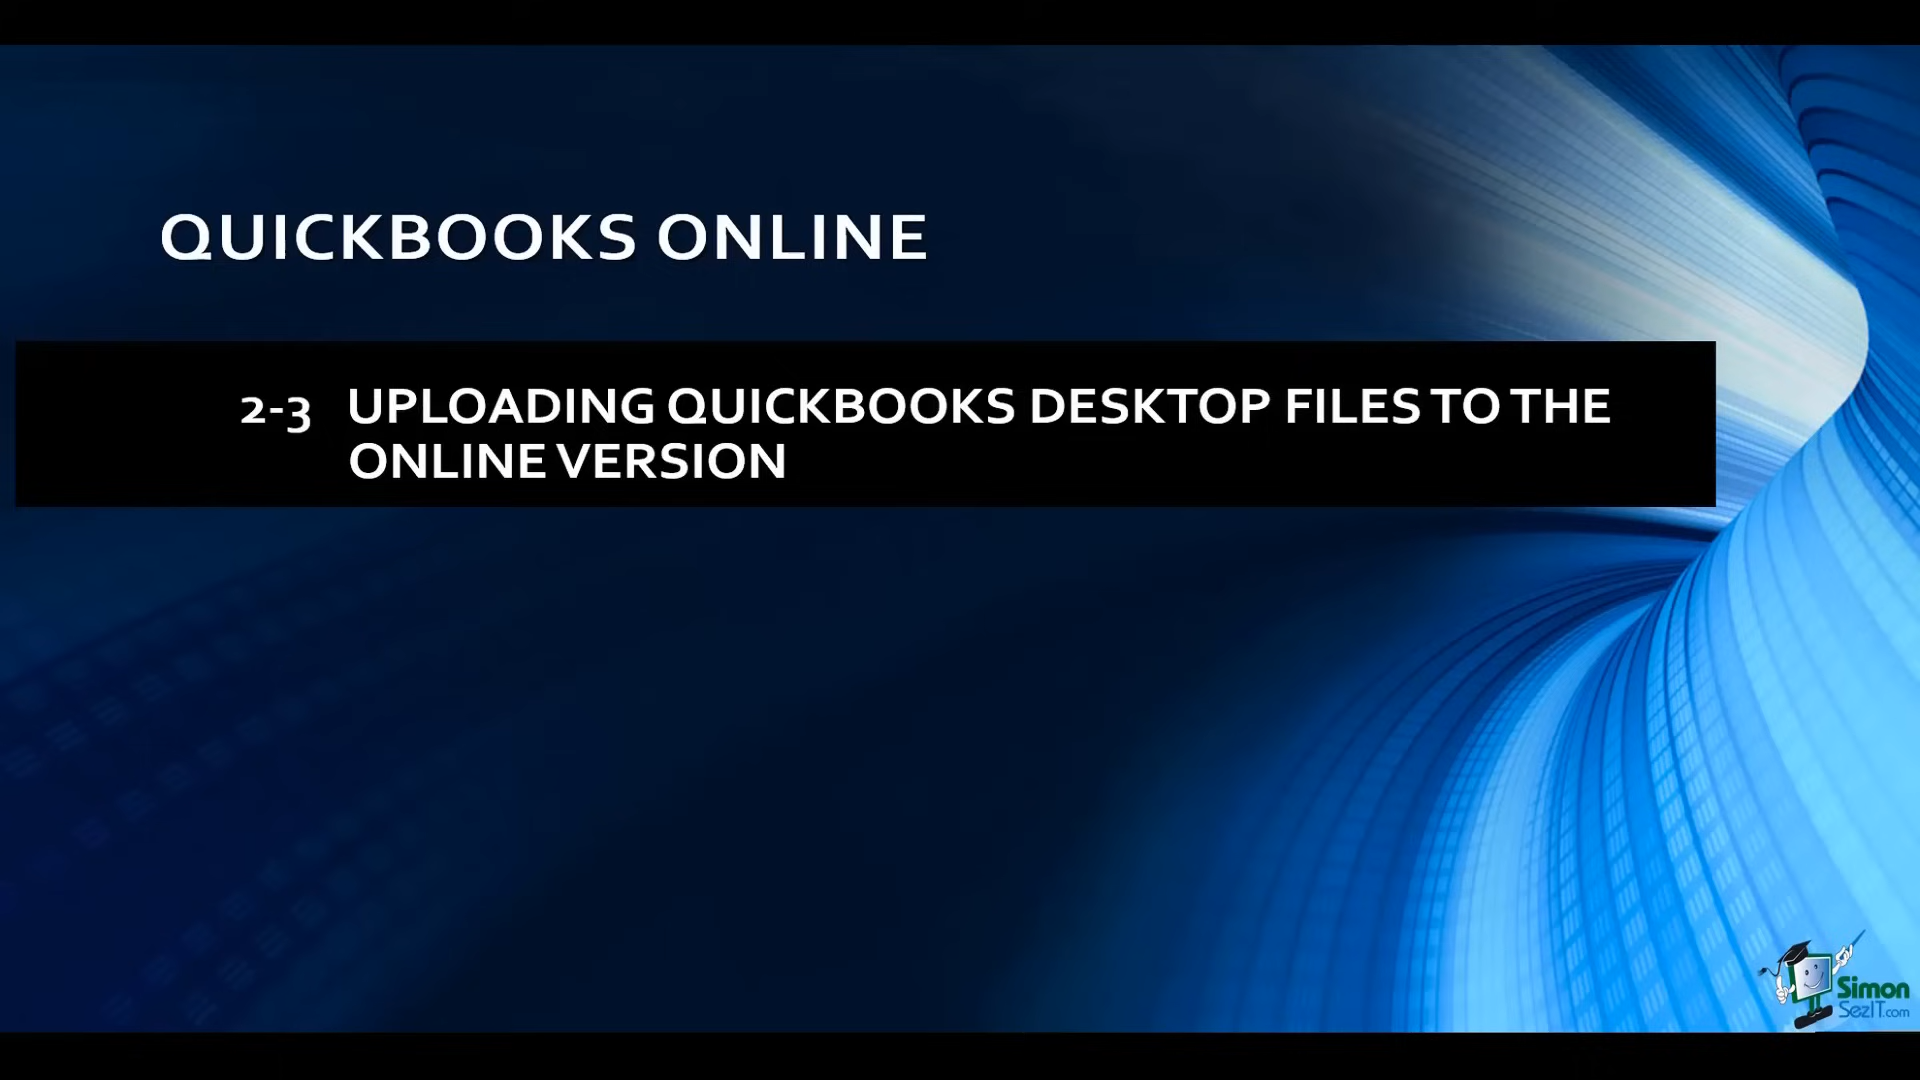 QUICKBOOKS ONLINE
2-3 UPLOADING QUICKBOOKS DESKTOP FILES TO THE
ONLINE VERSION
Simon
SezIT.com